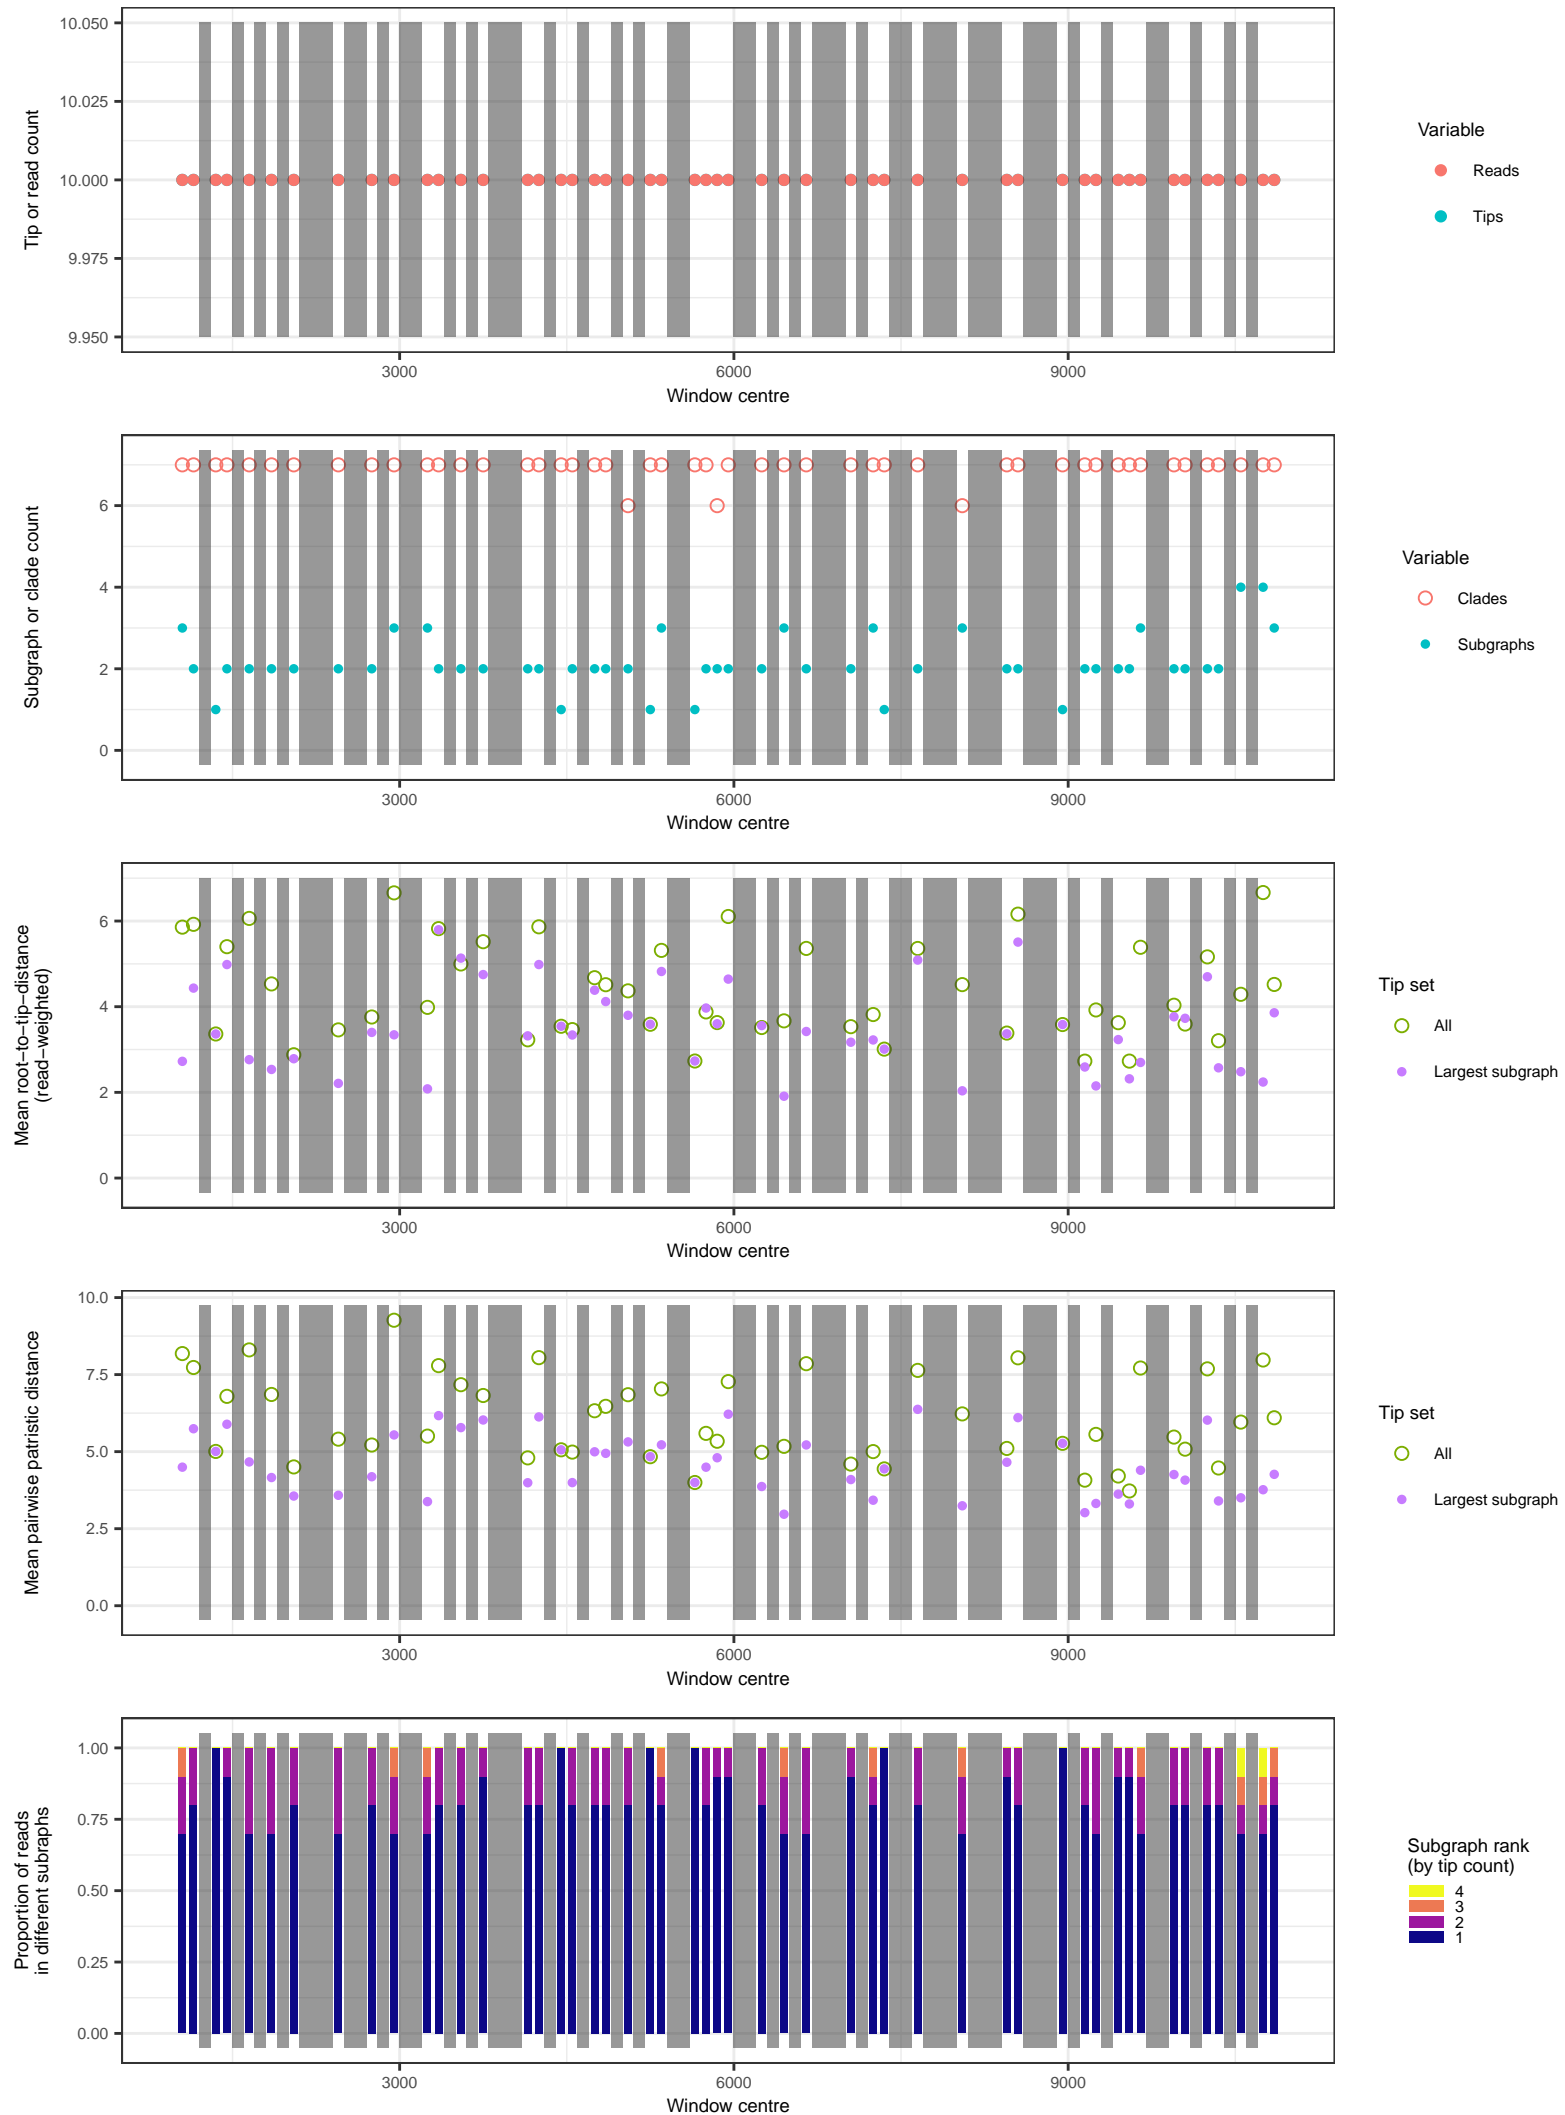 10.050
10.025
10.000
9.975
9.950
Tip or read count
3000 6000 9000
Window centre
Variable
Reads
Tips
6
4
2
0
Subgraph or clade count
3000 6000 9000
Window centre
Variable
Clades
Subgraphs
6
4
2
0
Mean root−to−tip−distance
(read−weighted)
3000 6000 9000
Window centre
Tip set
All
Largest subgraph
10.0
7.5
5.0
2.5
0.0
Mean pairwise patristic distance
3000 6000 9000
Window centre
Tip set
All
Largest subgraph
1.00
0.75
0.50
0.25
0.00
Proportion of reads
in different subraphs
3000 6000 9000
Window centre
Subgraph rank
(by tip count)
4
3
2
1